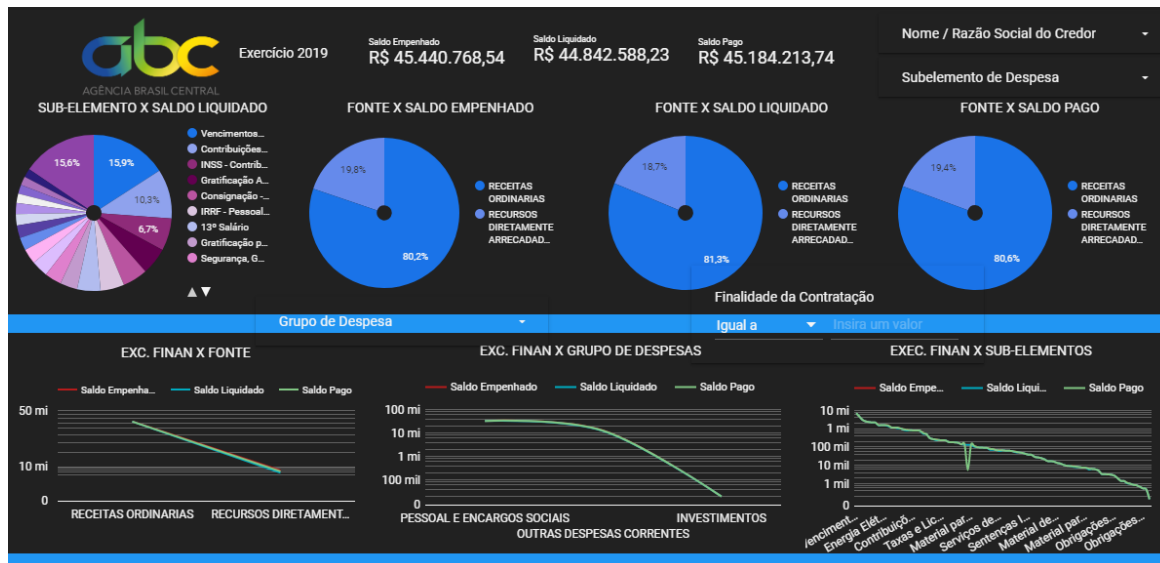 abc
AGÊNCIA BRASIL CENTRAL
Exercício 2019
Saldo Empenhado
R$ 45.440.768,54
Saldo Liquidado
R$ 44.842.588,23
Saldo Pago
R$ 45.184.213,74
Nome / Razão Social do Credor
Subelemento de Despesa
SUB-ELEMENTO X SALDO LIQUIDADO
15,6%
15,9%
10,3%
6,7%
Vencimentos...
Contribuições...
INSS - Contrib...
Gratificação A...
Consignação -...
IRRF - Pessoal...
13º Salário
Gratificação p...
Segurança, G...
FONTE X SALDO EMPENHADO
19,8%
80,2%
RECEITAS
ORDINARIAS
RECURSOS
DIRETAMENTE
ARRECADAD...
FONTE X SALDO LIQUIDADO
18,7%
81,3%
RECEITAS
ORDINARIAS
RECURSOS
DIRETAMENTE
ARRECADAD...
FONTE X SALDO PAGO
19,4%
80,6%
RECEITAS
ORDINARIAS
RECURSOS
DIRETAMENTE
ARRECADAD...
Grupo de Despesa
Finalidade da Contratação
Igual a
Insira um valor
EXC. FINAN X FONTE
Saldo Empenha...
Saldo Liquidado
Saldo Pago
50 mi
10 mi
0
RECEITAS ORDINARIAS
RECURSOS DIRETAMENT...
EXC. FINAN X GRUPO DE DESPESAS
Saldo Empenhado
Saldo Liquidado
Saldo Pago
100 mi
10 mi
1 mi
100 mil
0
PESSOAL E ENCARGOS SOCIAIS
OUTRAS DESPESAS CORRENTES
INVESTIMENTOS
EXEC. FINAN X SUB-ELEMENTOS
Saldo Empe...
Saldo Liqui...
Saldo Pago
10 mi
1 mi
100 mil
10 mil
1 mil
0
Venciment...
Energia Elét...
Contribuiçõ...
Taxas e Lic...
Material par...
Serviços de...
Sentenças J...
Material de...
Material par...
Obrigações...
Obrigações...